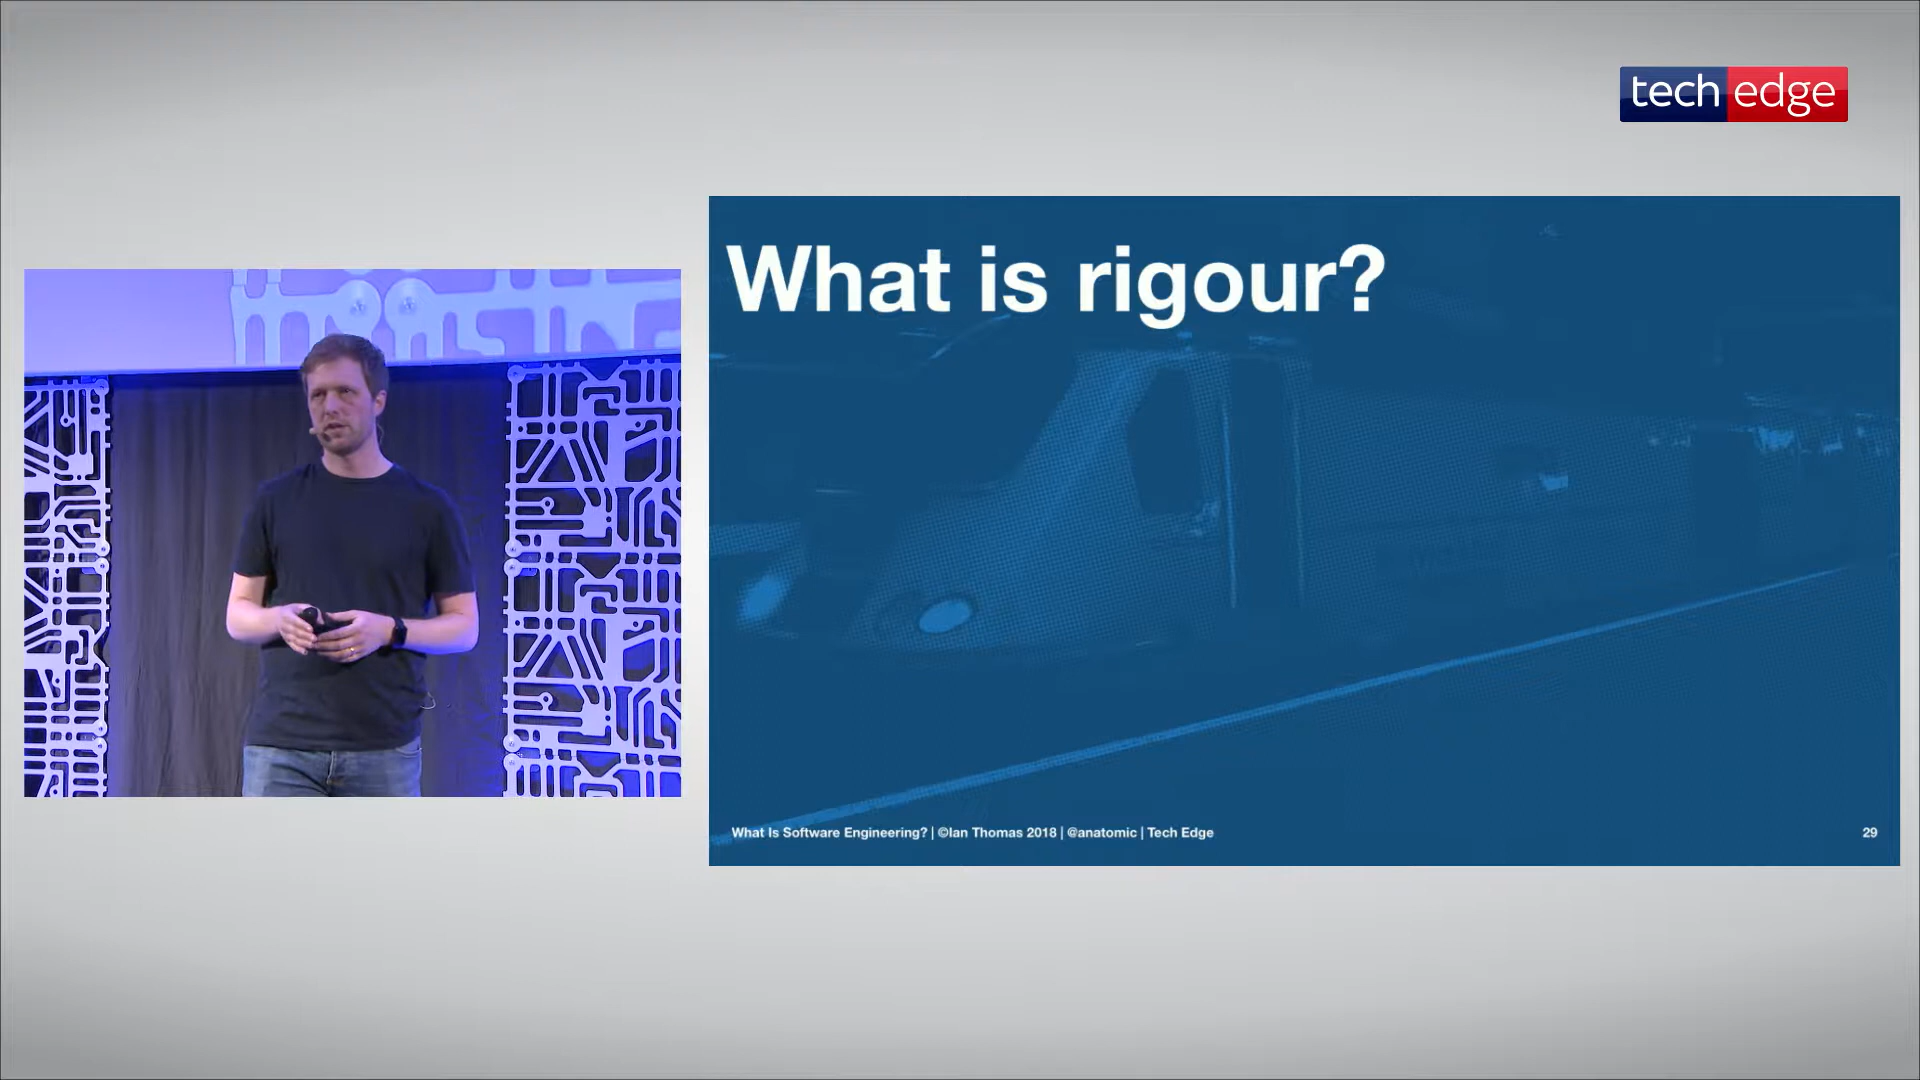 tech edge
What is rigour?
What Is Software Engineering? | ©Ian Thomas 2018 | @anatomic | Tech Edge
29